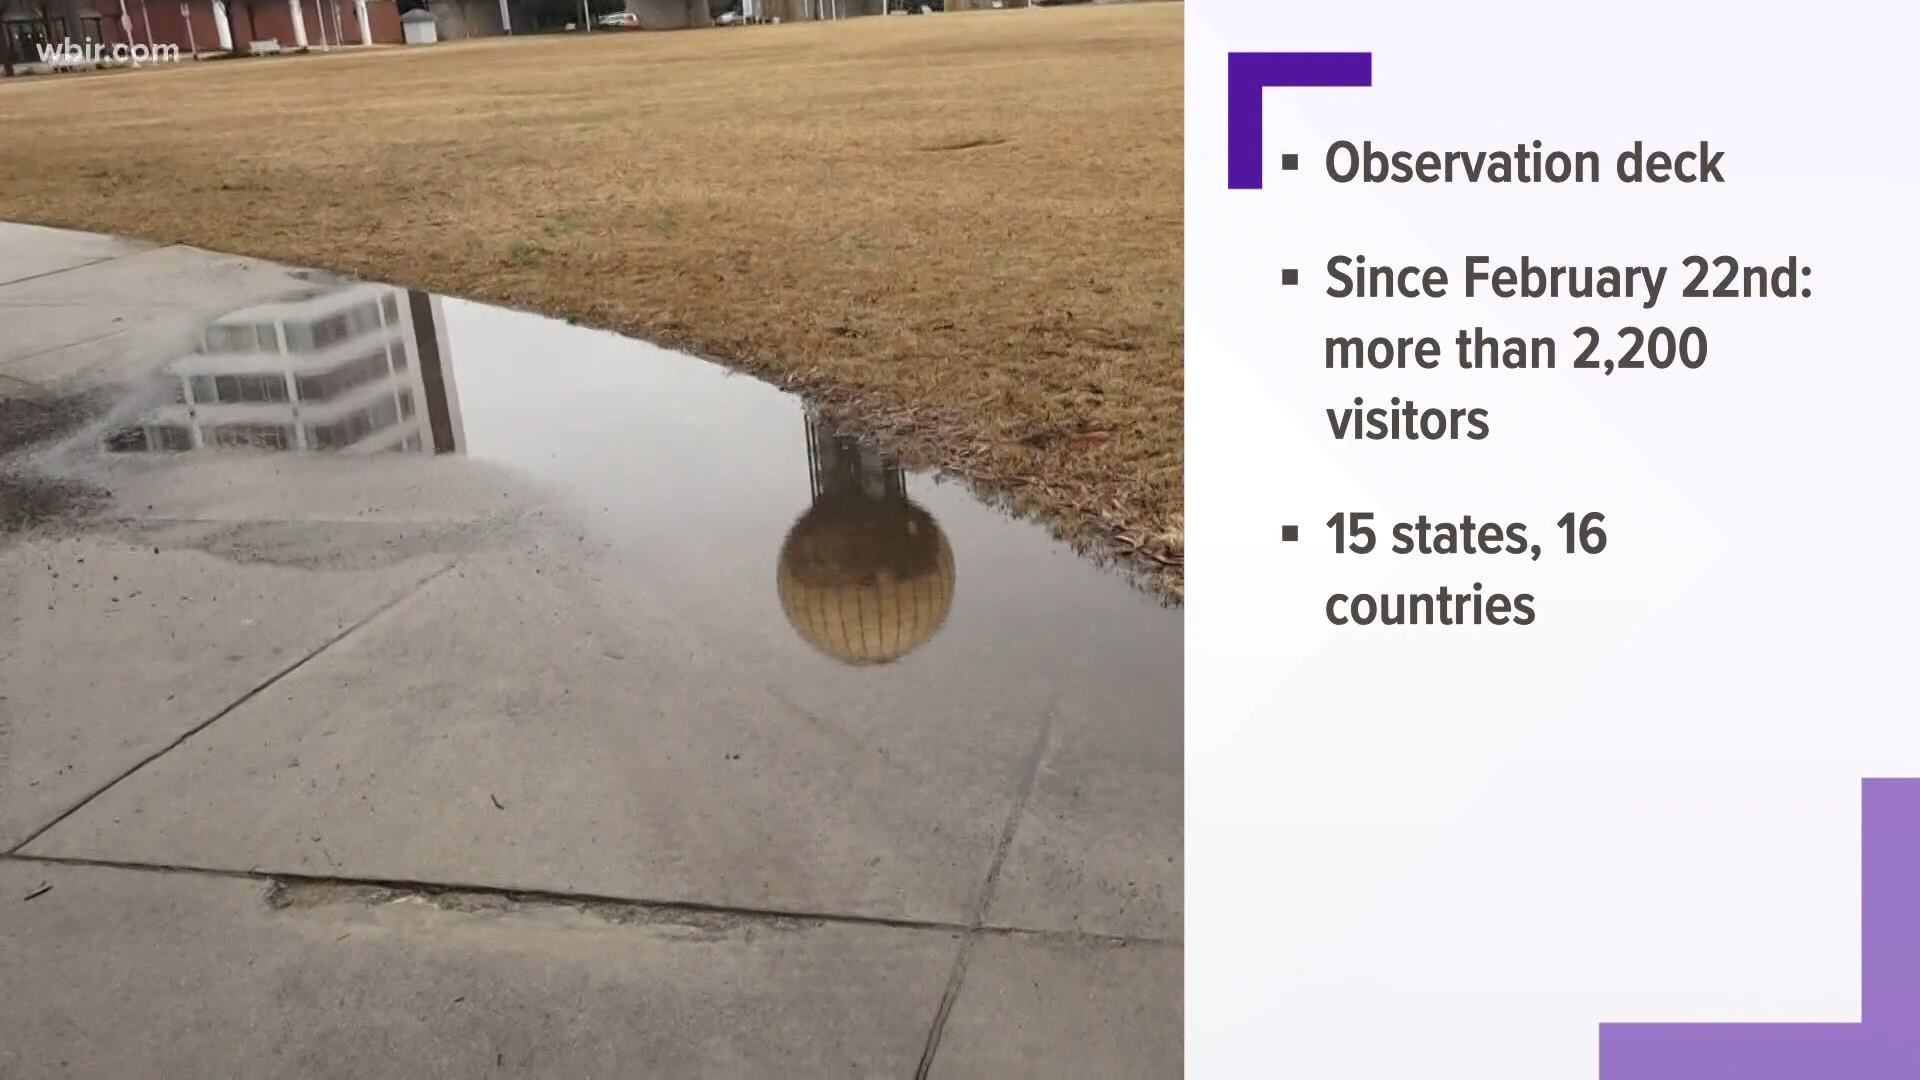 wbir.com
▪ Observation deck
▪ Since February 22nd:
more than 2,200
visitors
▪ 15 states, 16
countries